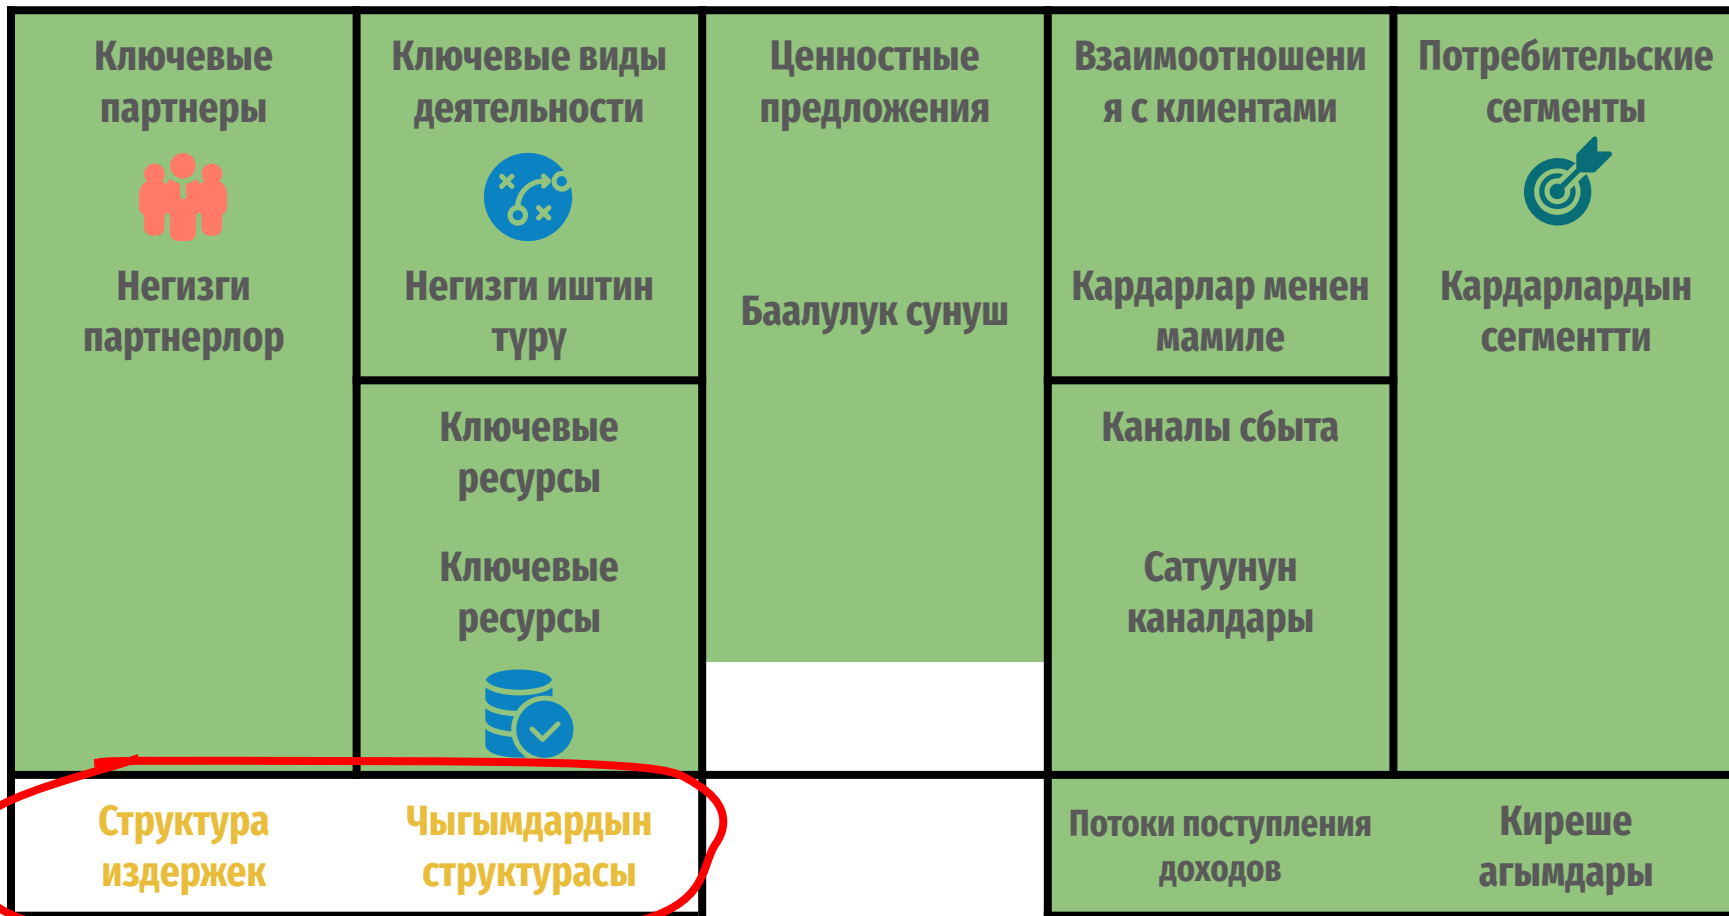 Ключевые
партнеры
Негизги
партнерлор
Ключевые виды
деятельности
Негизги иштин
түрү
Ключевые
ресурсы
Ключевые
ресурсы
Ценностные
предложения
Баалулук сунуш
Взаимоотношени
я с клиентами
Кардарлар менен
мамиле
Каналы сбыта
Сатуунун
каналдары
Потребительские
сегменты
Кардарлардын
сегментти
Структура
издержек
Чыгымдардын
структурасы
Потоки поступления
доходов
Киреше
агымдары